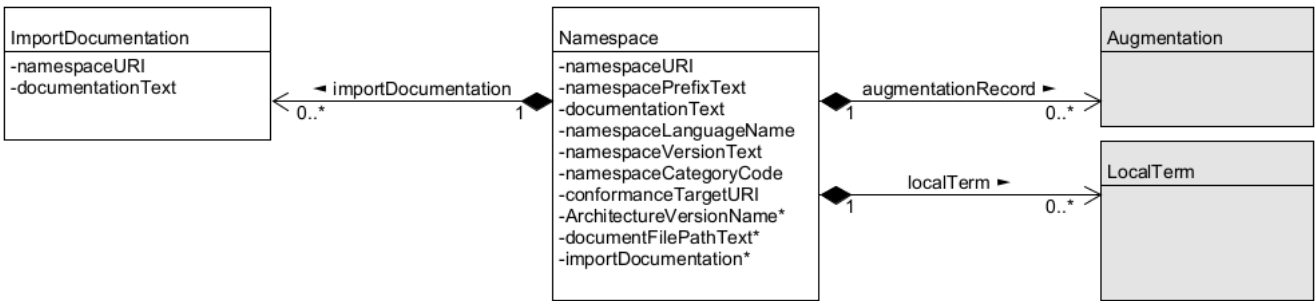 ImportDocumentation
-namespaceURI
-documentationText
◄ importDocumentation
0..*
1
Namespace
-namespaceURI
-namespacePrefixText
-documentationText
-namespaceLanguageName
-namespaceVersionText
-namespaceCategoryCode
-conformanceTargetURI
-ArchitectureVersionName*
-documentFilePathText*
-importDocumentation*
augmentationRecord ►
1
0..*
localTerm ►
1
0..*
Augmentation
LocalTerm